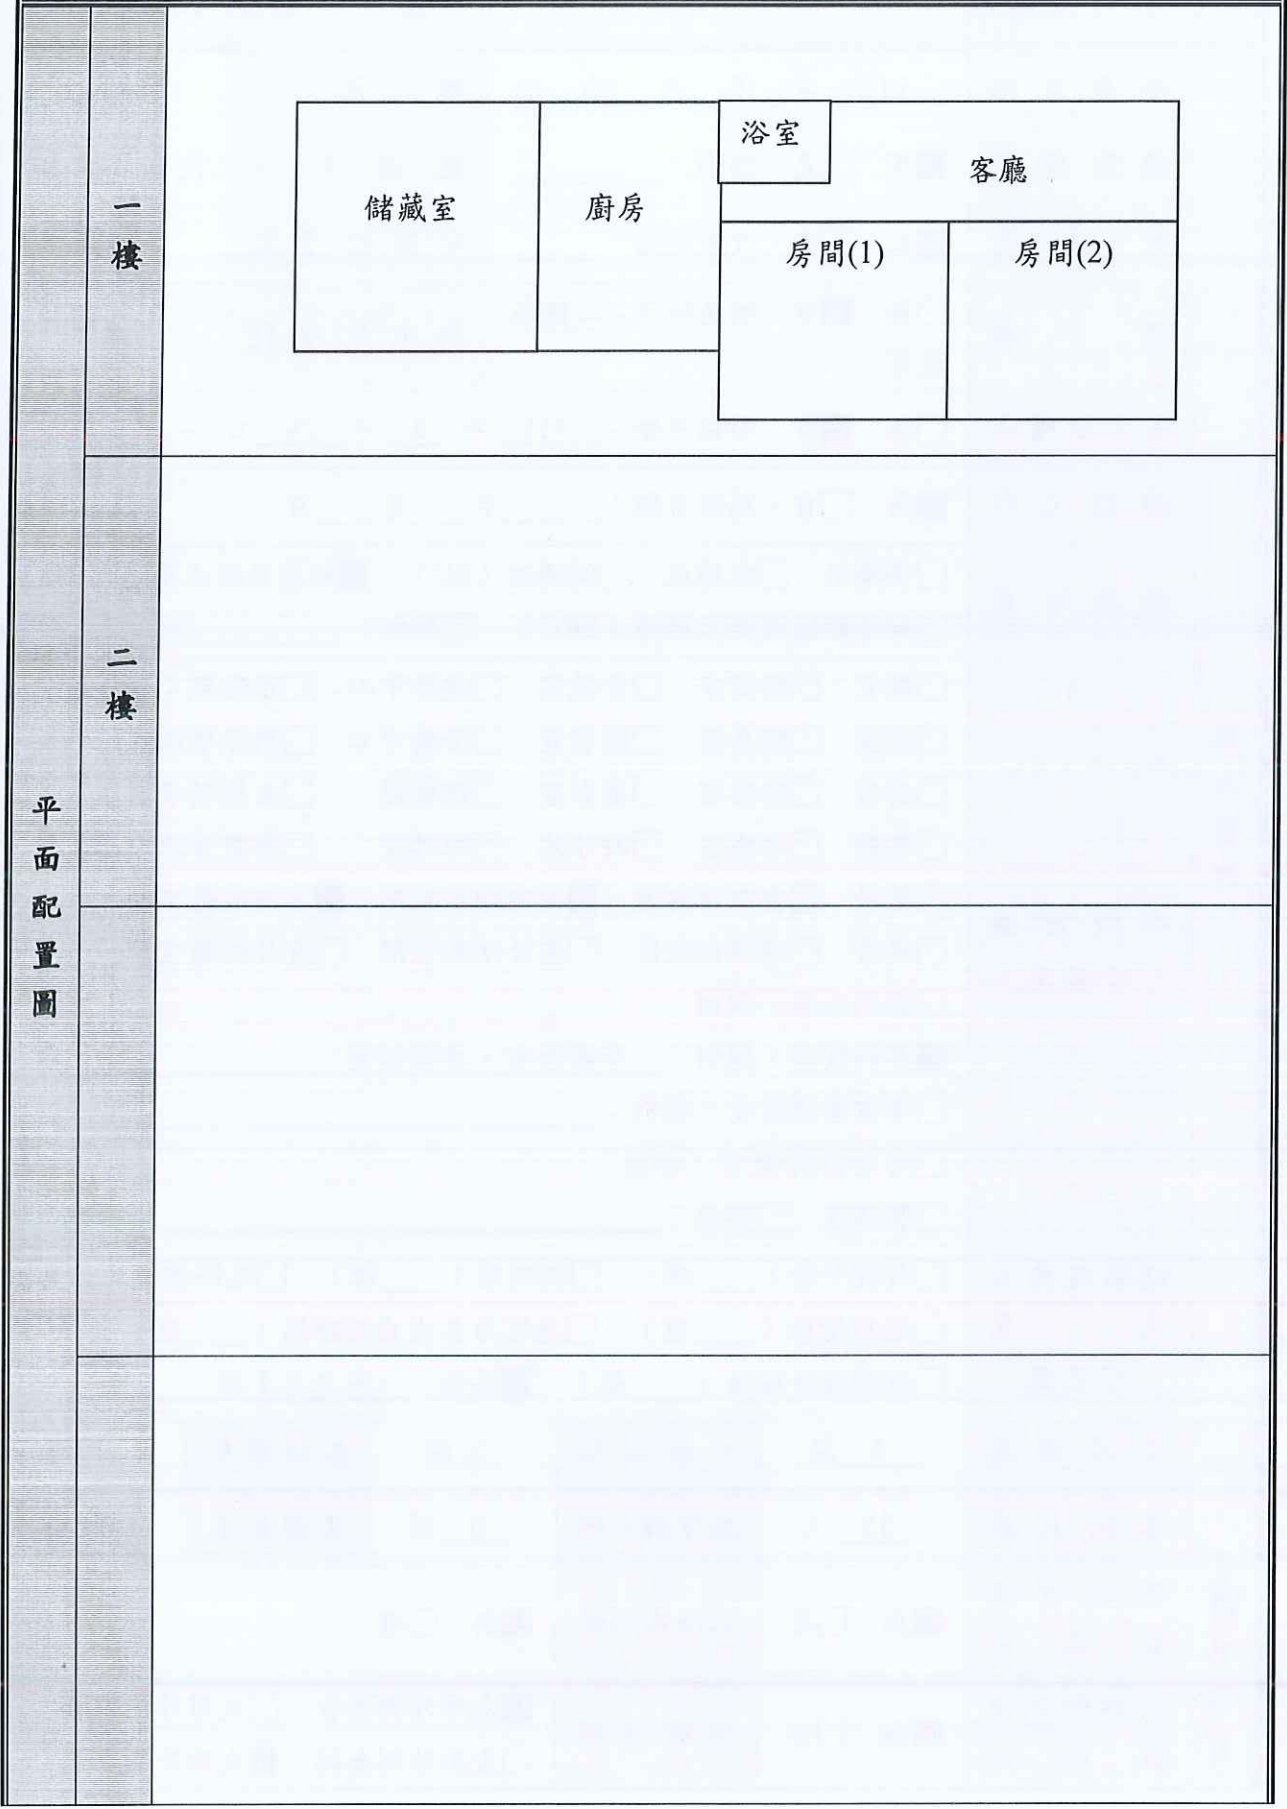 平面配置圖
一樓
儲藏室
廚房
浴室
客廳
房間(1)
房間(2)
二樓